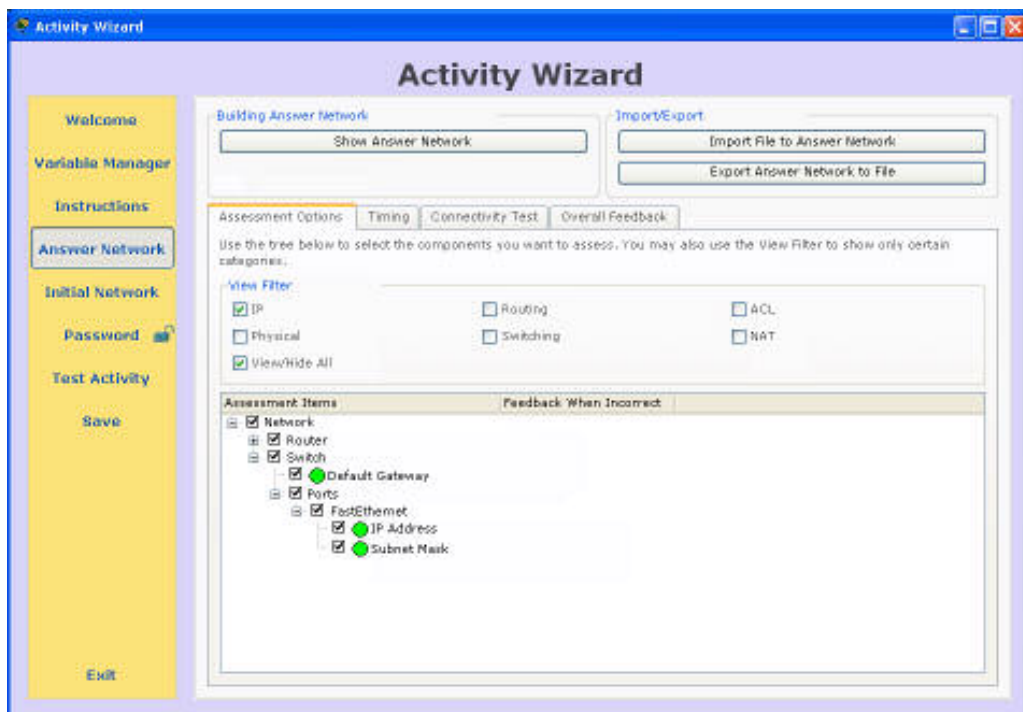 Activity Wizard
Activity Wizard
Welcome
Variable Manager
Instructions
Answer Network
Initial Network
Password
Test Activity
Save
Exit
Building Answer Network
Show Answer Network
Import/Export
Import File to Answer Network
Export Answer Network to File
Assessment Options Timing Connectivity Test Overall Feedback
Use the tree below to select the components you want to assess. You may also use the View Filter to show only certain
categories.
View Filter
IP Routing ACL
Physical Switching NAT
View/Hide All
Assessment Items Feedback When Incorrect
Network
Router
Switch
Default Gateway
Ports
FastEthernet
IP Address
Subnet Mask